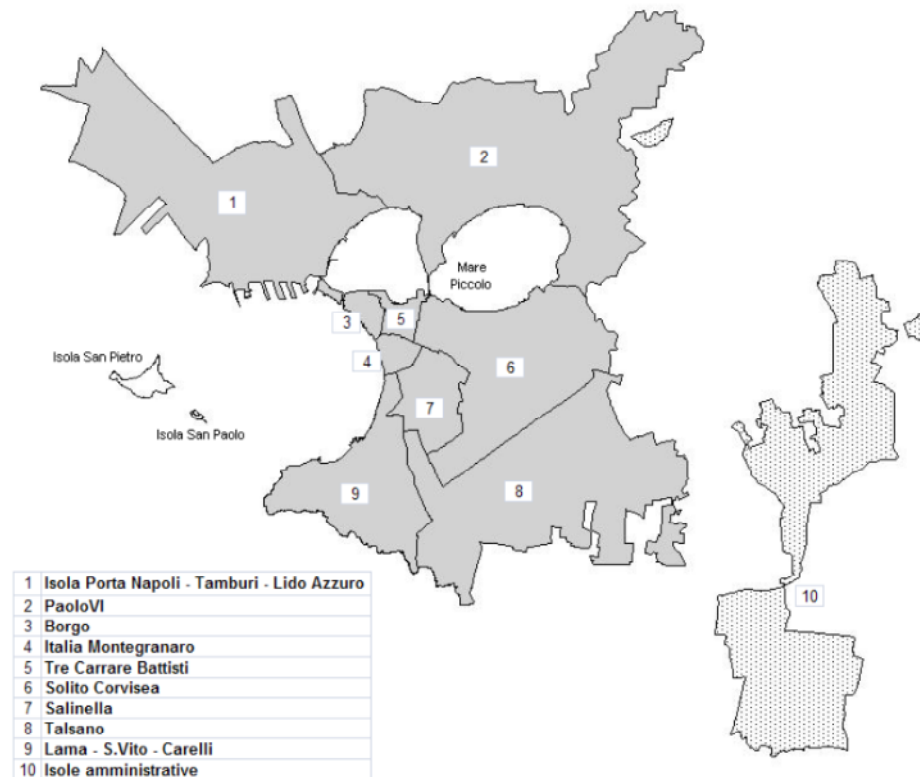 2
1
Mare
Piccolo
3
5
Isola San Pietro
4
6
7
Isola San Paolo
9
8
10
1 Isola Porta Napoli - Tamburi - Lido Azzuro
2 PaoloVI
3 Borgo
4 Italia Montegranaro
5 Tre Carrare Battisti
6 Solito Corvisea
7 Salinella
8 Talsano
9 Lama - S.Vito - Carelli
10 Isole amministrative